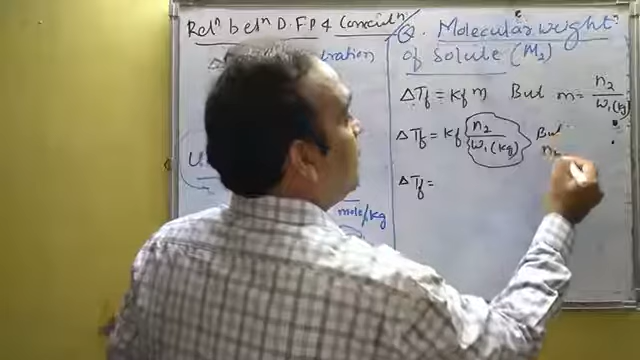 Relⁿ betⁿ D.F.P & Concentⁿ
Q. Molecular weight
of solute (M₂)
ΔTf = Kf m But m = n₂ / W₁(kg)
ΔTf = Kf n₂ / W₁(kg) But
n₂
ΔTf =
mole/kg